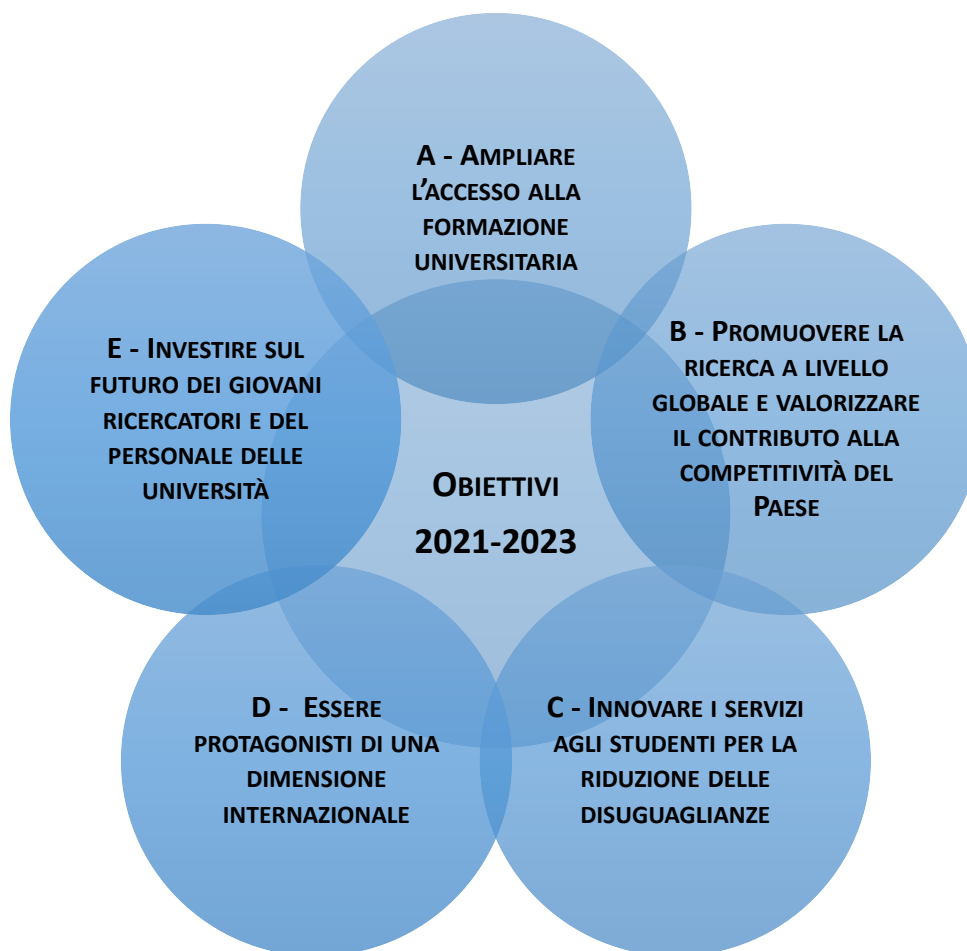 A - Ampliare
l'accesso alla
formazione
universitaria
B - Promuovere la
ricerca a livello
globale e valorizzare
il contributo alla
competitività del
Paese
C - Innovare i servizi
agli studenti per la
riduzione delle
disuguaglianze
D - Essere
protagonisti di una
dimensione
internazionale
E - Investire sul
futuro dei giovani
ricercatori e del
personale delle
università
Obiettivi
2021-2023